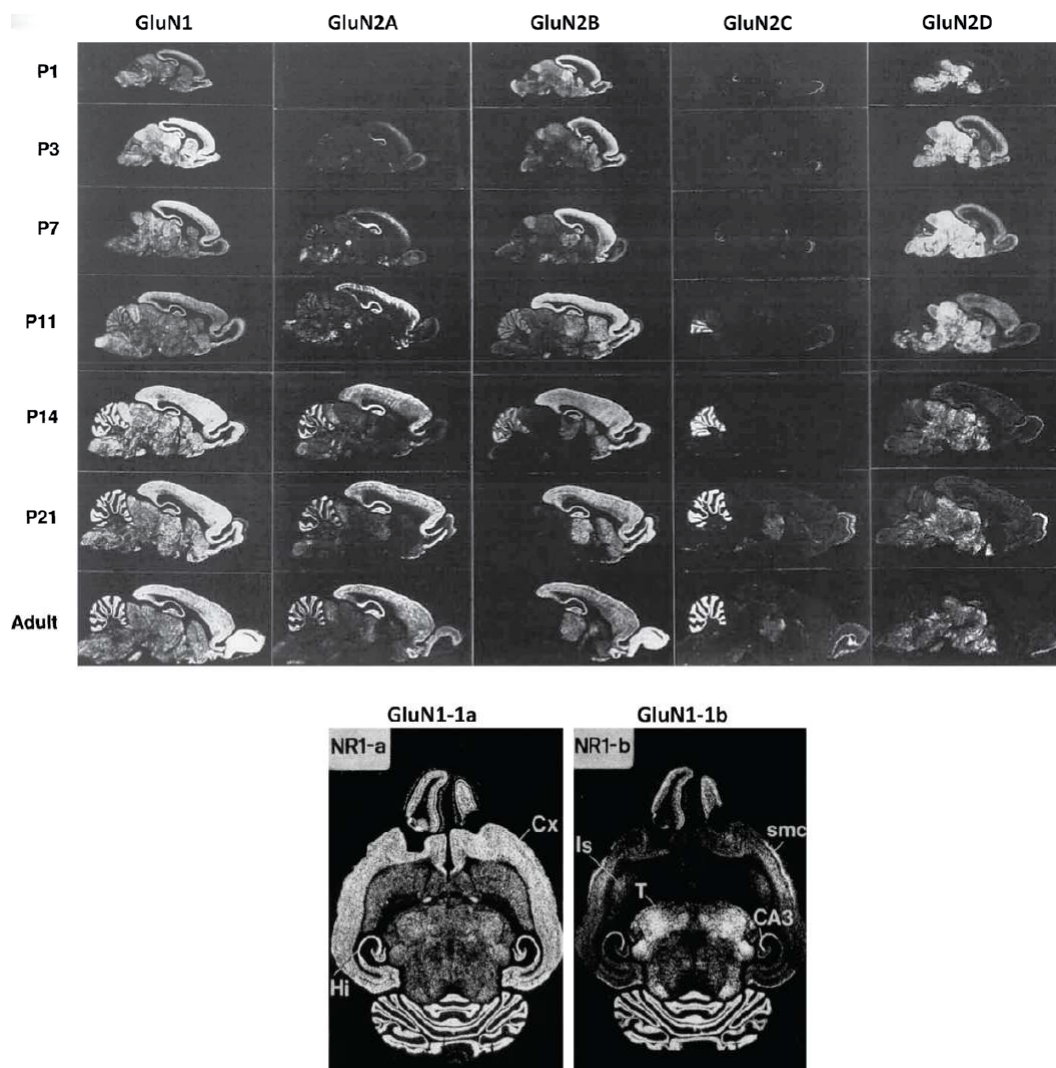 GluN1 GluN2A GluN2B GluN2C GluN2D
P1
P3
P7
P11
P14
P21
Adult
GluN1-1a GluN1-1b
NR1-a NR1-b
Cx
smc
ls
T
CA3
Hi